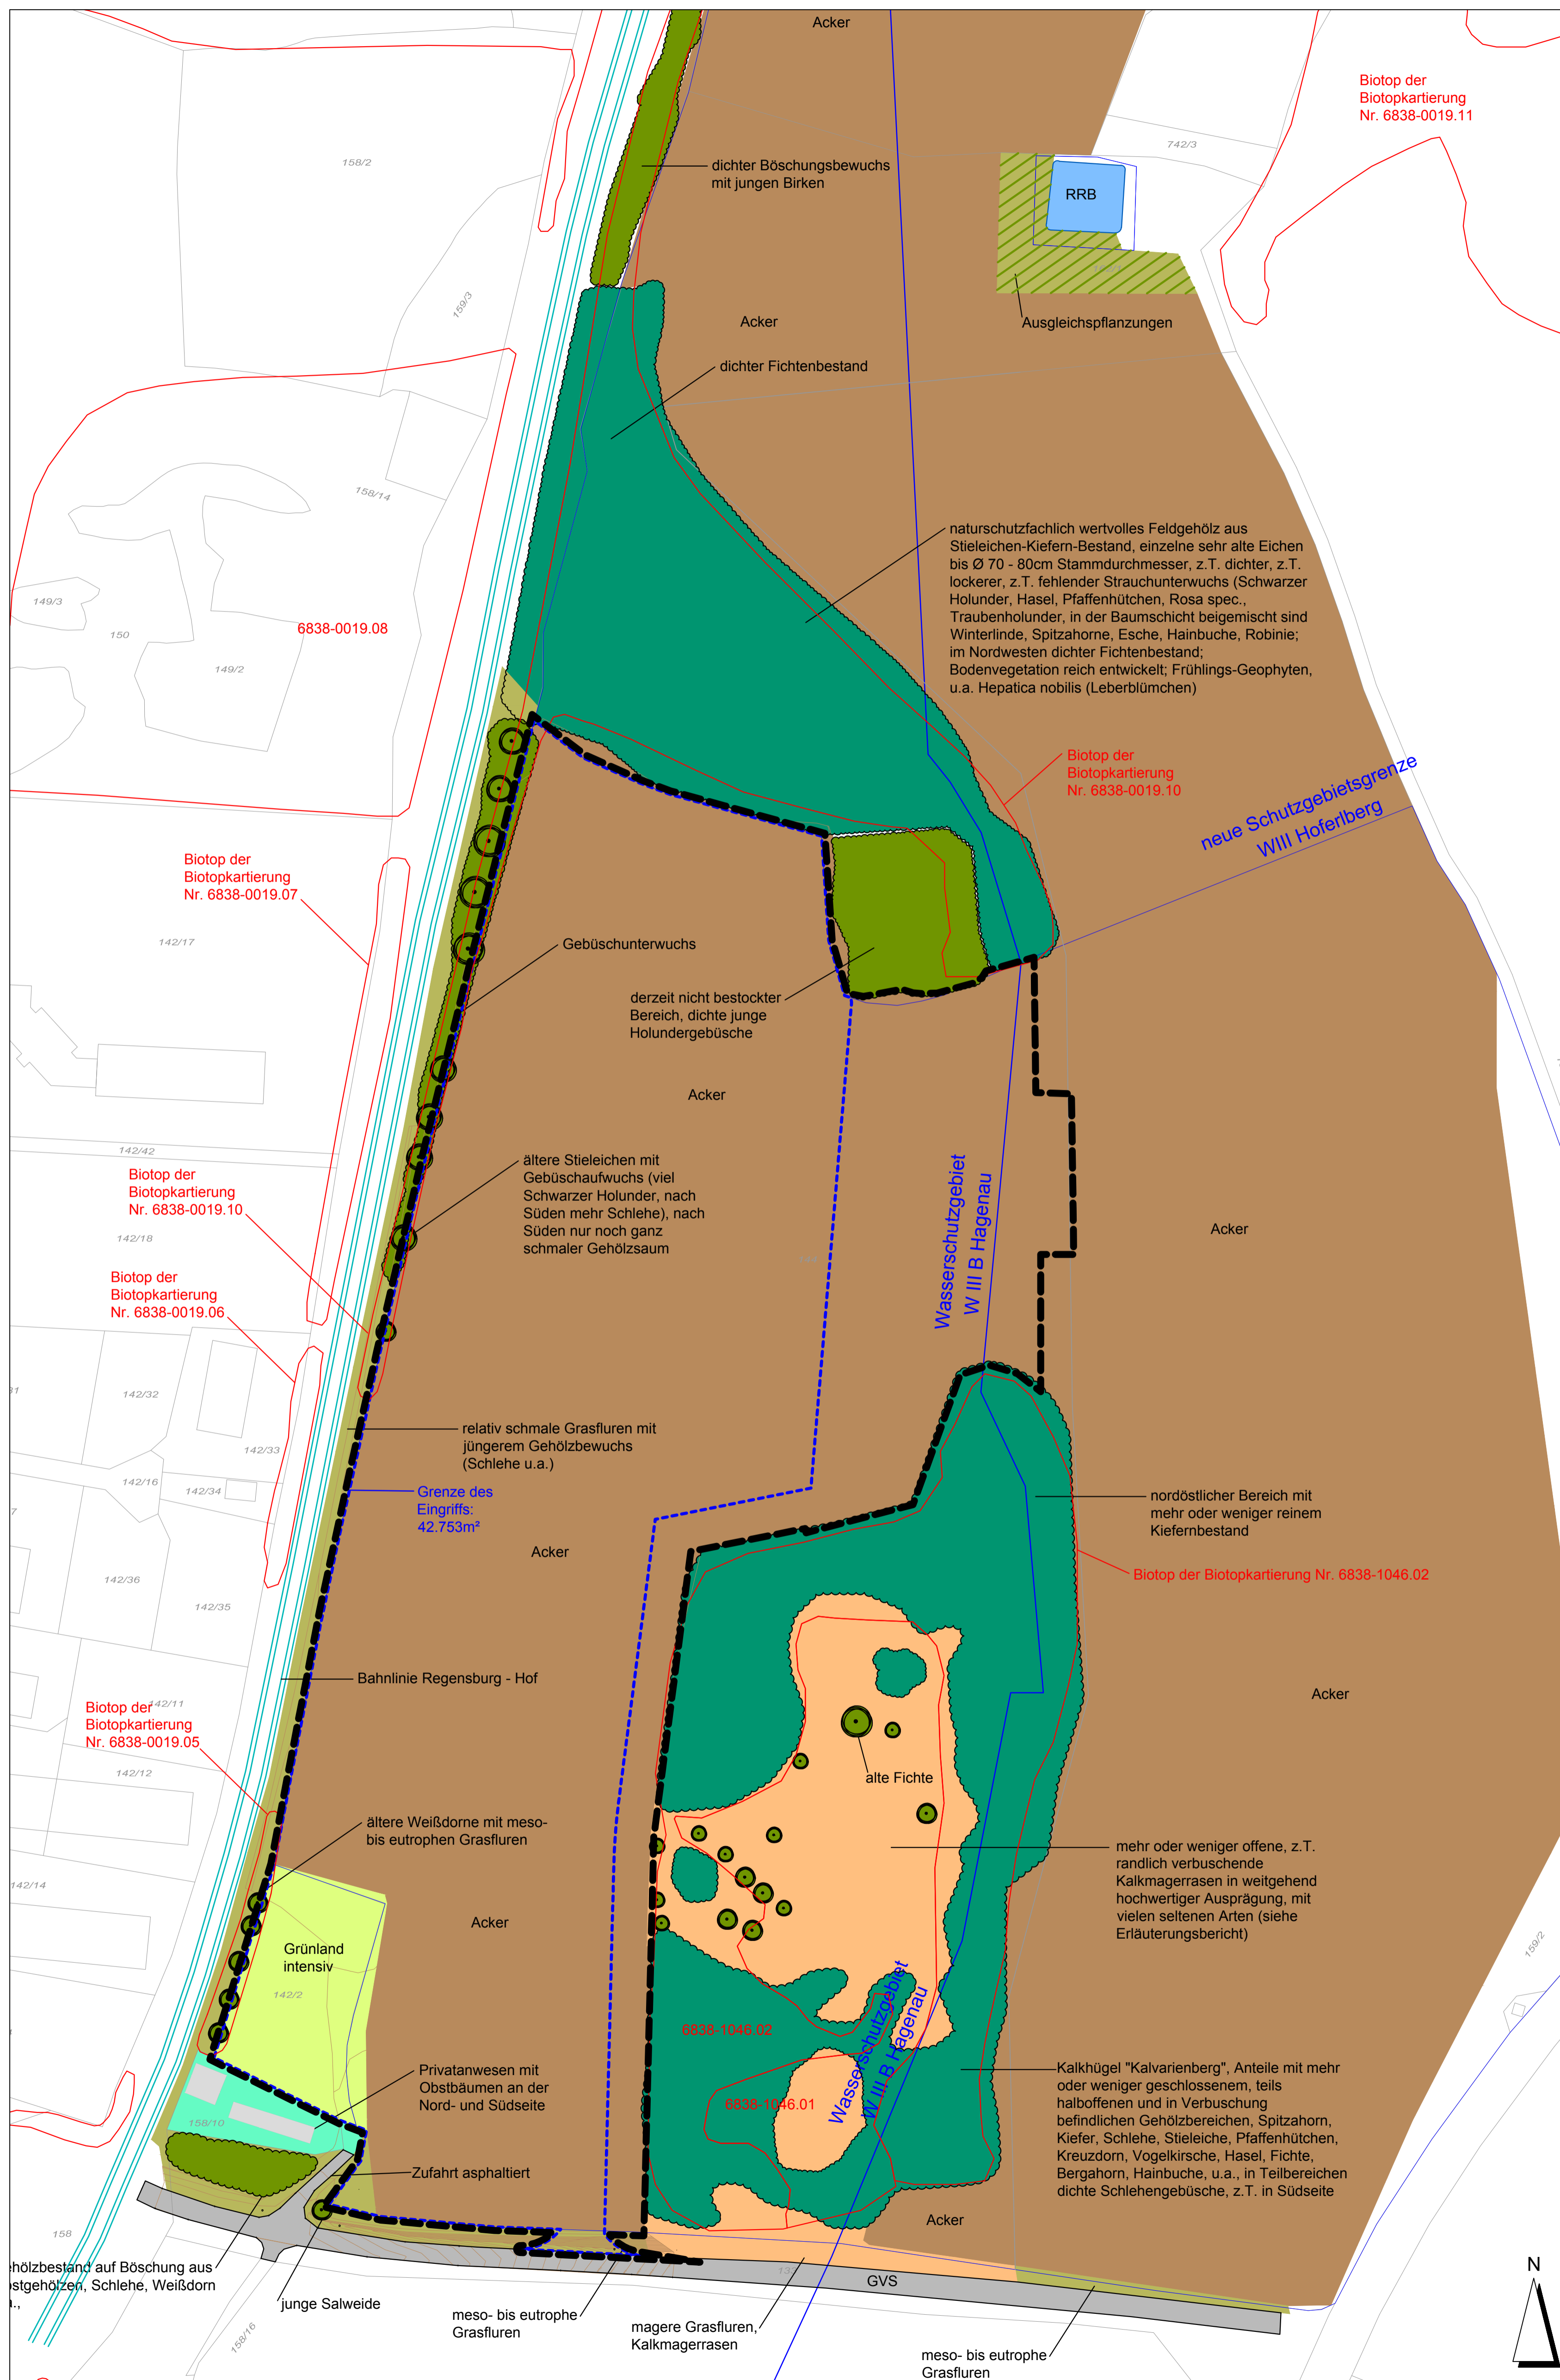 Acker
Biotop der
Biotopkartierung
Nr. 6838-0019.11
742/3
158/2
dichter Böschungsbewuchs
mit jungen Birken
RRB
159/3
Acker
Ausgleichspflanzungen
dichter Fichtenbestand
158/14
naturschutzfachlich wertvolles Feldgehölz aus
Stieleichen-Kiefern-Bestand, einzelne sehr alte Eichen
bis Ø 70 - 80cm Stammdurchmesser, z.T. dichter, z.T.
lockerer, z.T. fehlender Strauchunterwuchs (Schwarzer
Holunder, Hasel, Pfaffenhütchen, Rosa spec.,
Traubenholunder, in der Baumschicht beigemischt sind
Winterlinde, Spitzahorne, Esche, Hainbuche, Robinie;
im Nordwesten dichter Fichtenbestand;
Bodenvegetation reich entwickelt; Frühlings-Geophyten,
u.a. Hepatica nobilis (Leberblümchen)
149/3
150
6838-0019.08
149/2
Biotop der
Biotopkartierung
Nr. 6838-0019.10
neue Schutzgebietsgrenze
WIII Hoferlberg
Biotop der
Biotopkartierung
Nr. 6838-0019.07
142/17
Gebüschunterwuchs
derzeit nicht bestockter
Bereich, dichte junge
Holundergebüsche
Acker
142/42
Biotop der
Biotopkartierung
Nr. 6838-0019.10
ältere Stieleichen mit
Gebüschaufwuchs (viel
Schwarzer Holunder, nach
Süden mehr Schlehe), nach
Süden nur noch ganz
schmaler Gehölzsaum
Wasserschutzgebiet
W III B Hagenau
Acker
142/18
Biotop der
Biotopkartierung
Nr. 6838-0019.06
142/32
relativ schmale Grasfluren mit
jüngerem Gehölzbewuchs
(Schlehe u.a.)
142/33
142/16
142/34
Grenze des
Eingriffs:
42.753m²
nordöstlicher Bereich mit
mehr oder weniger reinem
Kiefernbestand
Acker
Biotop der Biotopkartierung Nr. 6838-1046.02
142/36
142/35
Bahnlinie Regensburg - Hof
Acker
142/11
Biotop der
Biotopkartierung
Nr. 6838-0019.05
142/12
alte Fichte
ältere Weißdorne mit meso-
bis eutrophen Grasfluren
mehr oder weniger offene, z.T.
randlich verbuschende
Kalkmagerrasen in weitgehend
hochwertiger Ausprägung, mit
vielen seltenen Arten (siehe
Erläuterungsbericht)
142/14
Acker
Grünland
intensiv
142/2
159/2
Wasserschutzgebiet
W III B Hagenau
6838-1046.02
Privatanwesen mit
Obstbäumen an der
Nord- und Südseite
Kalkhügel "Kalvarienberg", Anteile mit mehr
oder weniger geschlossenem, teils
halboffenen und in Verbuschung
befindlichen Gehölzbereichen, Spitzahorn,
Kiefer, Schlehe, Stieleiche, Pfaffenhütchen,
Kreuzdorn, Vogelkirsche, Hasel, Fichte,
Bergahorn, Hainbuche, u.a., in Teilbereichen
dichte Schlehengebüsche, z.T. in Südseite
6838-1046.01
158/10
Zufahrt asphaltiert
Acker
158
ehölzbestand auf Böschung aus
ostgehölzen, Schlehe, Weißdorn
a.,
GVS
N
junge Salweide
158/16
meso- bis eutrophe
Grasfluren
magere Grasfluren,
Kalkmagerrasen
meso- bis eutrophe
Grasfluren